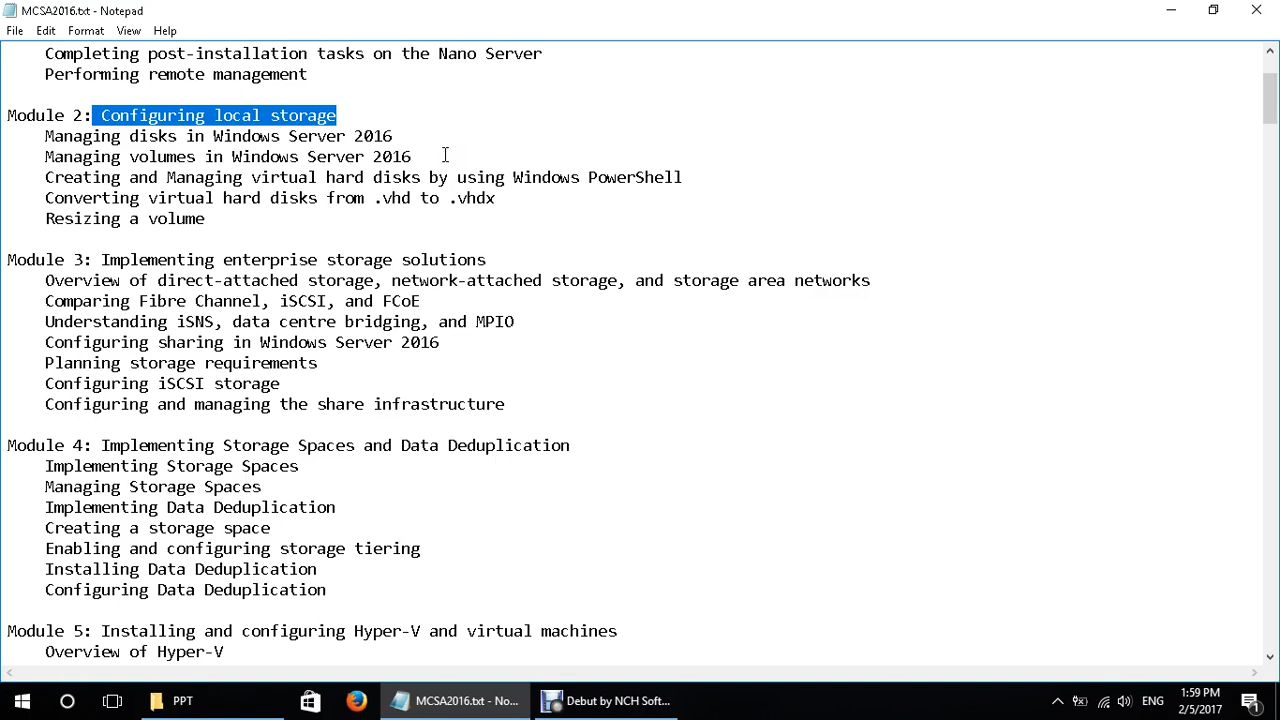 MCSA2016.txt - Notepad
File Edit Format View Help
Completing post-installation tasks on the Nano Server
Performing remote management
Module 2: Configuring local storage
Managing disks in Windows Server 2016
Managing volumes in Windows Server 2016
Creating and Managing virtual hard disks by using Windows PowerShell
Converting virtual hard disks from .vhd to .vhdx
Resizing a volume
Module 3: Implementing enterprise storage solutions
Overview of direct-attached storage, network-attached storage, and storage area networks
Comparing Fibre Channel, iSCSI, and FCoE
Understanding iSNS, data centre bridging, and MPIO
Configuring sharing in Windows Server 2016
Planning storage requirements
Configuring iSCSI storage
Configuring and managing the share infrastructure
Module 4: Implementing Storage Spaces and Data Deduplication
Implementing Storage Spaces
Managing Storage Spaces
Implementing Data Deduplication
Creating a storage space
Enabling and configuring storage tiering
Installing Data Deduplication
Configuring Data Deduplication
Module 5: Installing and configuring Hyper-V and virtual machines
Overview of Hyper-V
PPT MCSA2016.txt - No... Debut by NCH Soft... ENG 1:59 PM
2/5/2017 1